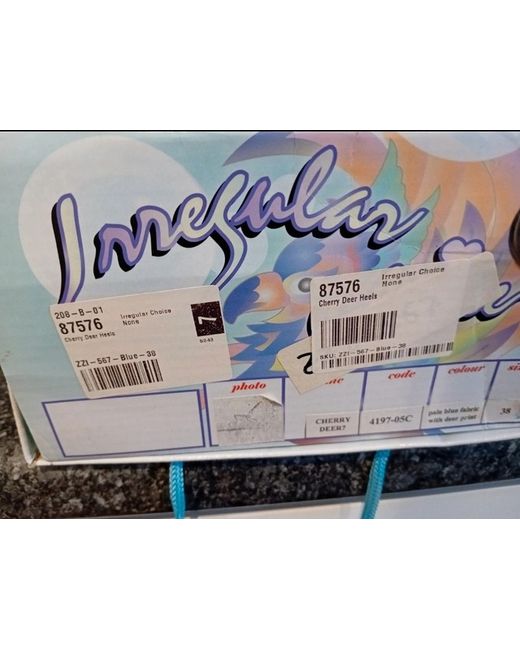 Irregular
208-B-01
87576
Irregular Choice
None
Cherry Deer Heels
7
ZZI-567-Blue-38
87576
Irregular Choice
None
Cherry Deer Heels
SKU: ZZI-567-Blue-38
photo
code
colour
CHERRY
DEER?
4197-05C
pale blue fabric
with deer print
38